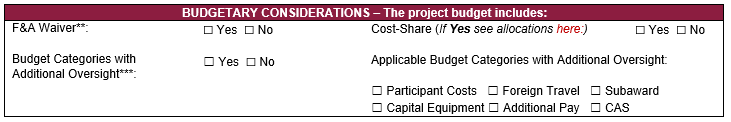 BUDGETARY CONSIDERATIONS – The project budget includes:
F&A Waiver**: ☐ Yes ☐ No Cost-Share (If Yes see allocations here:) ☐ Yes ☐ No
Budget Categories with Additional Oversight***: ☐ Yes ☐ No Applicable Budget Categories with Additional Oversight:
☐ Participant Costs ☐ Foreign Travel ☐ Subaward
☐ Capital Equipment ☐ Additional Pay ☐ CAS